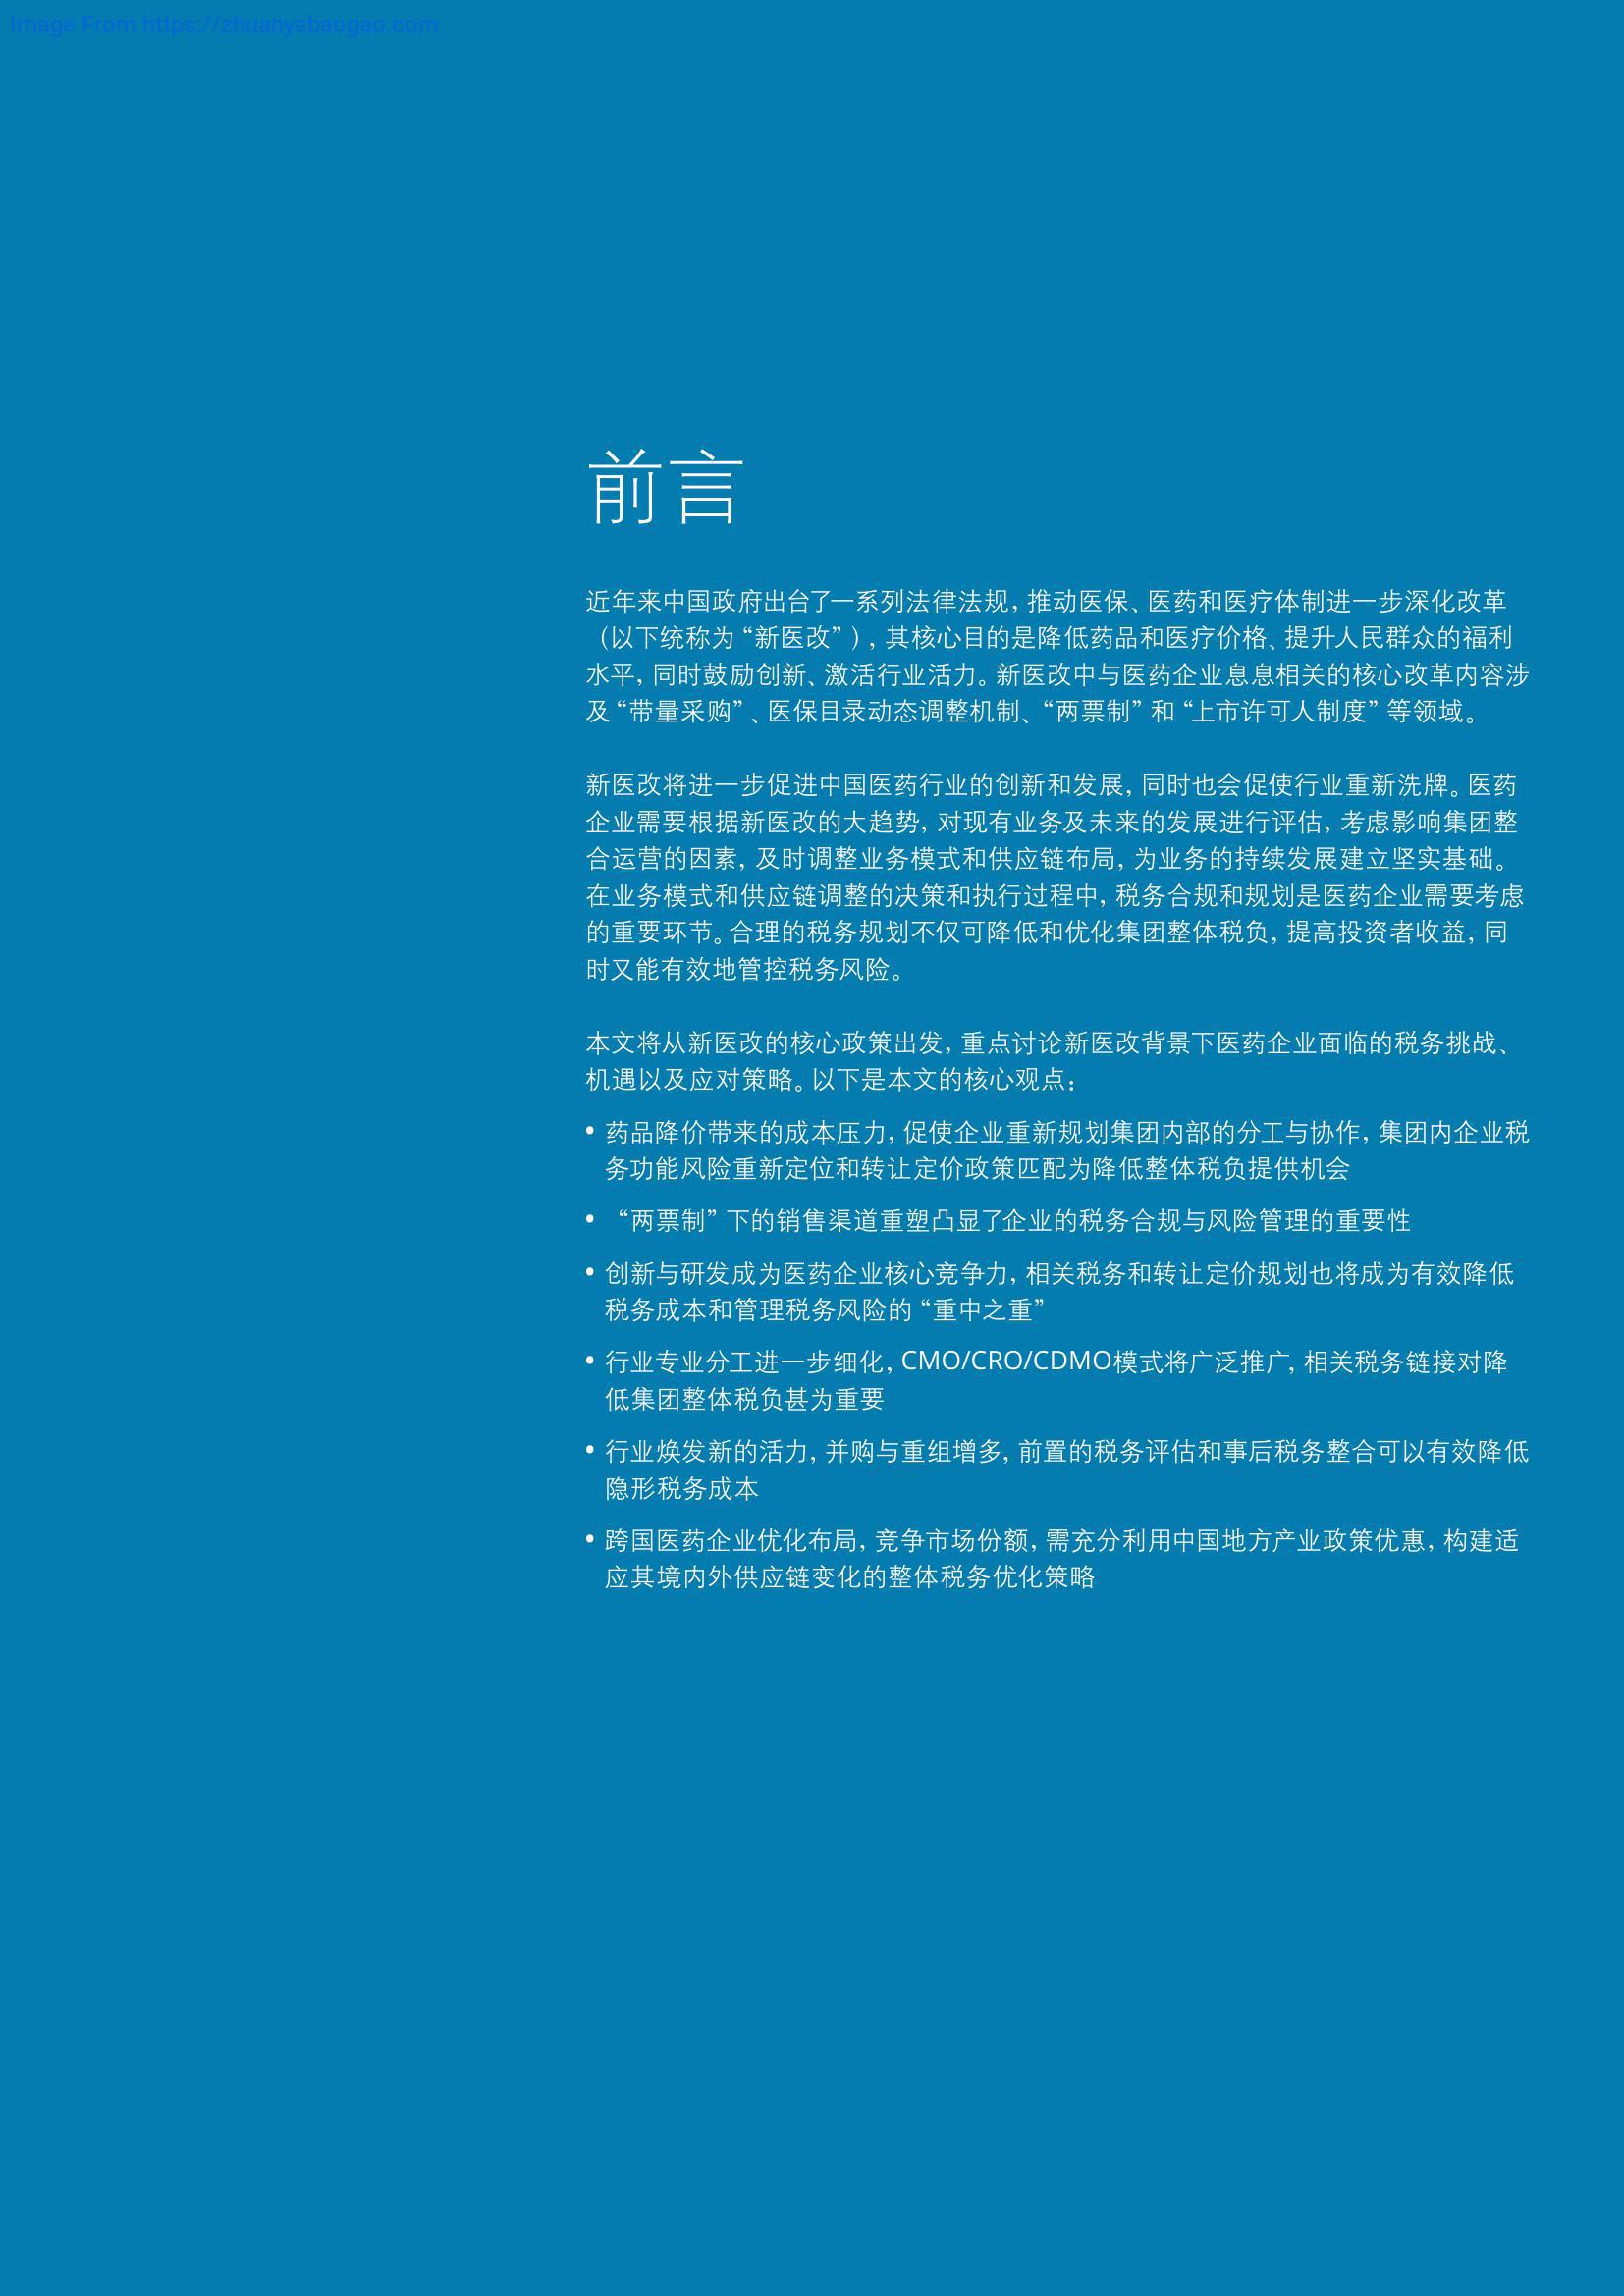 Image From https://zhuanyebaogao.com
前言
近年来中国政府出台了一系列法律法规，推动医保、医药和医疗体制进一步深化改革
（以下统称为“新医改”），其核心目的是降低药品和医疗价格、提升人民群众的福利
水平，同时鼓励创新、激活行业活力。新医改中与医药企业息息相关的核心改革内容涉
及“带量采购”、医保目录动态调整机制、“两票制”和“上市许可人制度”等领域。
新医改将进一步促进中国医药行业的创新和发展，同时也会促使行业重新洗牌。医药
企业需要根据新医改的大趋势，对现有业务及未来的发展进行评估，考虑影响集团整
合运营的因素，及时调整业务模式和供应链布局，为业务的持续发展建立坚实基础。
在业务模式和供应链调整的决策和执行过程中，税务合规和规划是医药企业需要考虑
的重要环节。合理的税务规划不仅可降低和优化集团整体税负，提高投资者收益，同
时又能有效地管控税务风险。
本文将从新医改的核心政策出发，重点讨论新医改背景下医药企业面临的税务挑战、
机遇以及应对策略。以下是本文的核心观点：
• 药品降价带来的成本压力，促使企业重新规划集团内部的分工与协作，集团内企业税
务功能风险重新定位和转让定价政策匹配为降低整体税负提供机会
• “两票制”下的销售渠道重塑凸显了企业的税务合规与风险管理的重要性
• 创新与研发成为医药企业核心竞争力，相关税务和转让定价规划也将成为有效降低
税务成本和管理税务风险的“重中之重”
• 行业专业分工进一步细化，CMO/CRO/CDMO模式将广泛推广，相关税务链接对降
低集团整体税负甚为重要
• 行业焕发新的活力，并购与重组增多，前置的税务评估和事后税务整合可以有效降低
隐形税务成本
• 跨国医药企业优化布局，竞争市场份额，需充分利用中国地方产业政策优惠，构建适
应其境内外供应链变化的整体税务优化策略